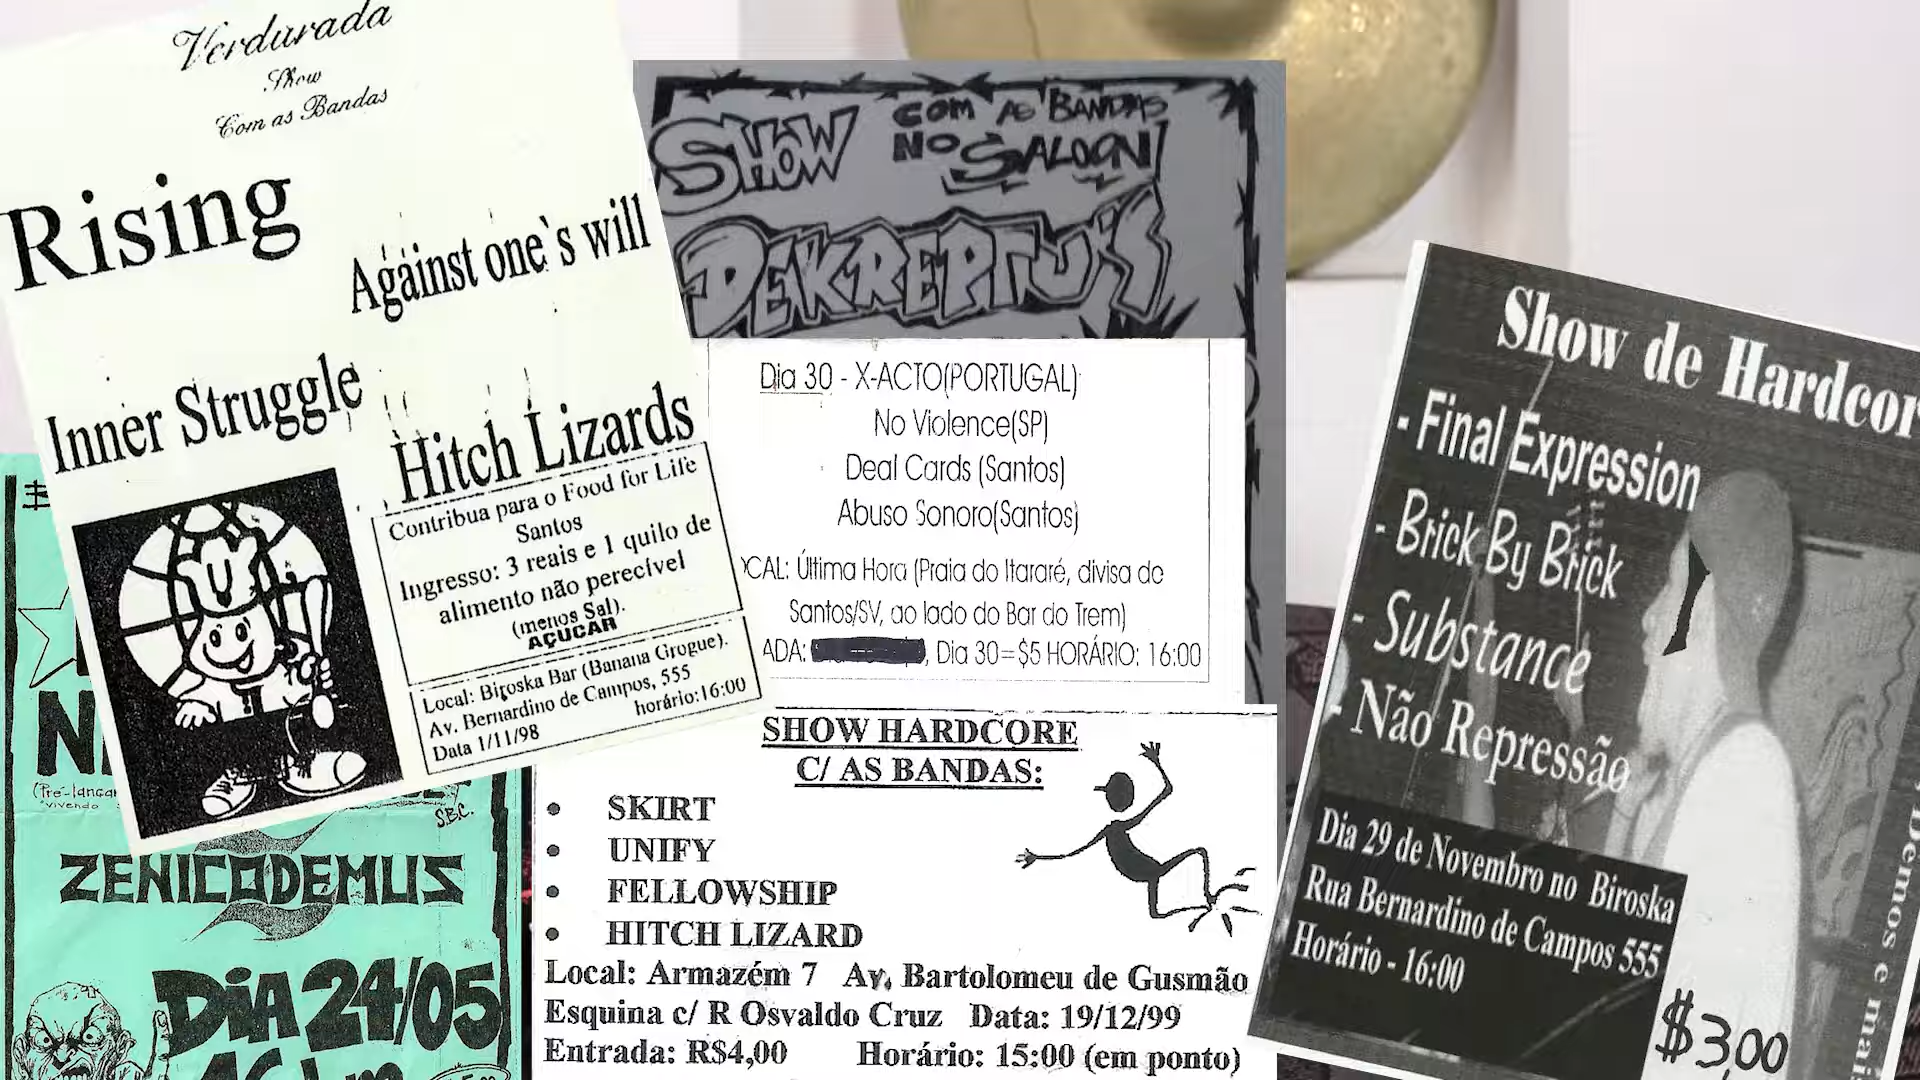 Verdurada
Show
Com as Bandas
Rising
Against one`s will
Inner Struggle
Hitch Lizards
Contribua para o Food for Life
Santos
Ingresso: 3 reais e 1 quilo de
alimento não perecível
(menos Sal).
AÇUCAR
Local: Biroska Bar (Banana Grogue).
Av. Bernardino de Campos, 555
Data 1/11/98 horário:16:00
SHOW COM AS BANDAS
NO SALOON
DEKREPTUS
Dia 30 - X-ACTO(PORTUGAL)
No Violence(SP)
Deal Cards (Santos)
Abuso Sonoro(Santos)
OCAL: Última Hora (Praia do Itararé, divisa de
Santos/SV, ao lado do Bar do Trem)
ADA: , Dia 30=$5 HORÁRIO: 16:00
SHOW HARDCORE
C/ AS BANDAS:
• SKIRT
• UNIFY
• FELLOWSHIP
• HITCH LIZARD
Local: Armazém 7 Av. Bartolomeu de Gusmão
Esquina c/ R Osvaldo Cruz Data: 19/12/99
Entrada: R$4,00 Horário: 15:00 (em ponto)
(Pré-lançam
"vivendo
S.B.C.
ZENICODEMUS
DiA 24/05
Show de Hardcor
- Final Expression
- Brick By Brick
- Substance
- Não Repressão
Dia 29 de Novembro no Biroska
Rua Bernardino de Campos 555
Horário - 16:00
$3,00
Demos e mais